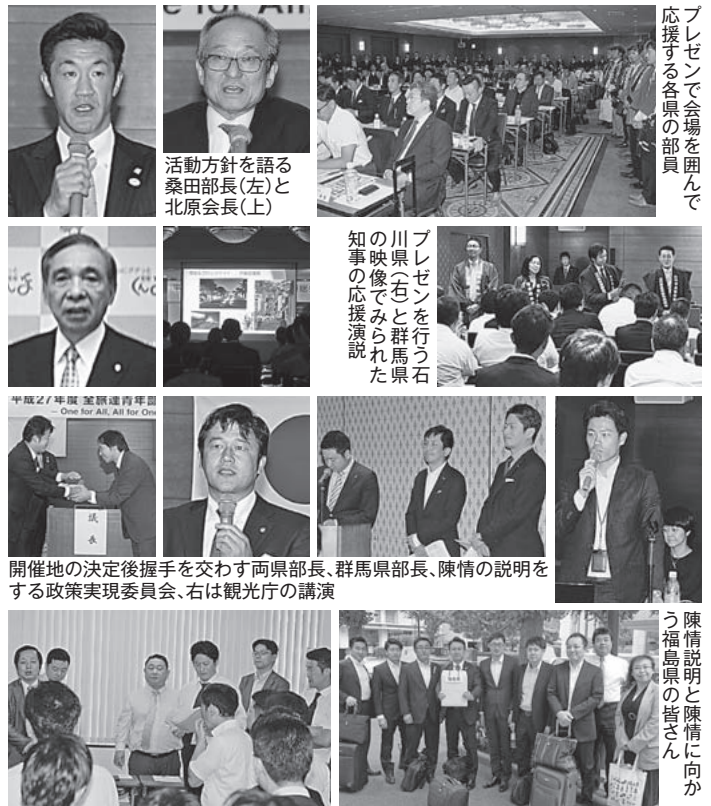 プレゼンで会場を囲んで
応援する各県の部員
活動方針を語る
桑田部長(左)と
北原会長(上)
プレゼンを行う石
川県(右)と群馬県
の映像でみられた
知事の応援演説
平成27年度 全旅連青年部
― One for All, All for One
議長
開催地の決定後握手を交わす両県部長、群馬県部長、陳情の説明を
する政策実現委員会、右は観光庁の講演
陳情説明と陳情に向か
う福島県の皆さん